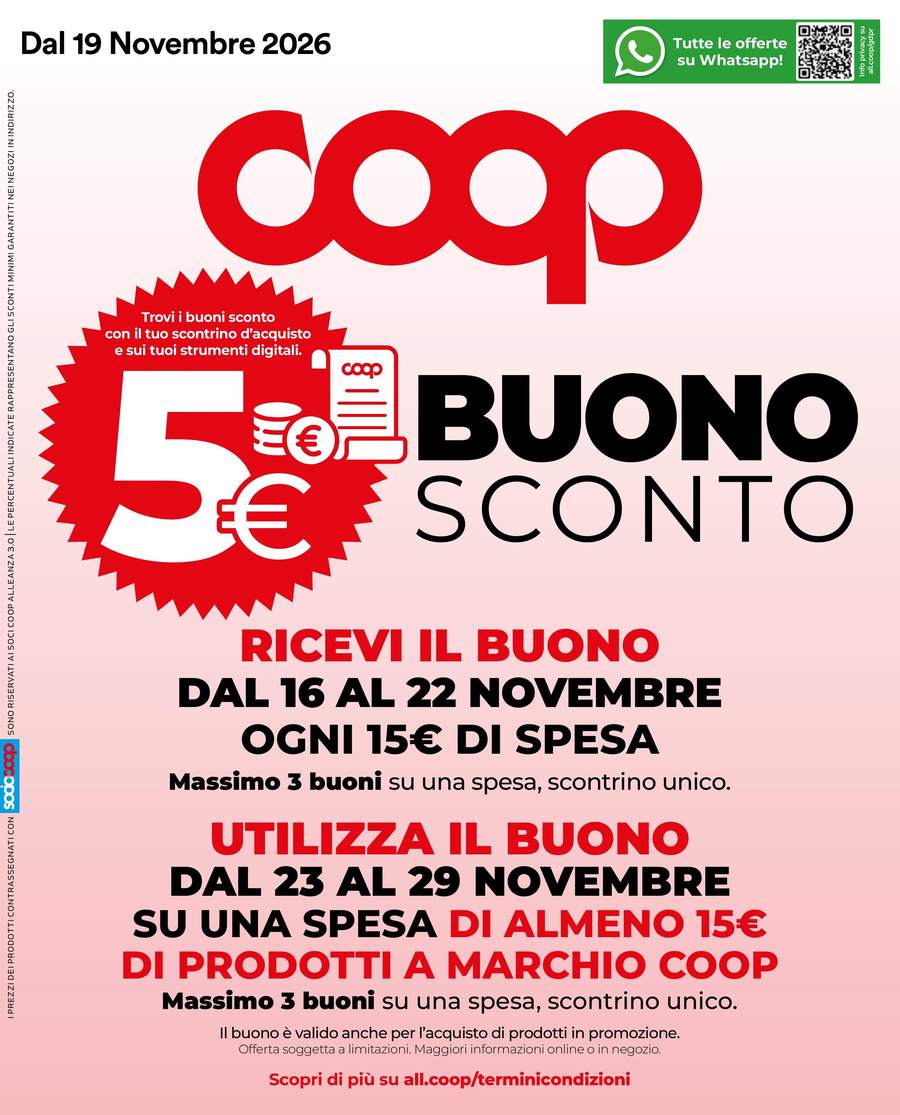 Dal 19 Novembre 2026
Tutte le offerte
su Whatsapp!
Info privacy su
all.coop/gdpr
coop
Trovi i buoni sconto
con il tuo scontrino d'acquisto
e sui tuoi strumenti digitali.
coop
5€
€
BUONO
SCONTO
RICEVI IL BUONO
DAL 16 AL 22 NOVEMBRE
OGNI 15€ DI SPESA
Massimo 3 buoni su una spesa, scontrino unico.
UTILIZZA IL BUONO
DAL 23 AL 29 NOVEMBRE
SU UNA SPESA DI ALMENO 15€
DI PRODOTTI A MARCHIO COOP
Massimo 3 buoni su una spesa, scontrino unico.
Il buono è valido anche per l'acquisto di prodotti in promozione.
Offerta soggetta a limitazioni. Maggiori informazioni online o in negozio.
Scopri di più su all.coop/terminicondizioni
I PREZZI DEI PRODOTTI CONTRASSEGNATI CON sociocoop SONO RISERVATI AI SOCI COOP ALLEANZA 3.0 | LE PERCENTUALI INDICATE RAPPRESENTANO GLI SCONTI MINIMI GARANTITI NEI NEGOZI IN INDIRIZZO.